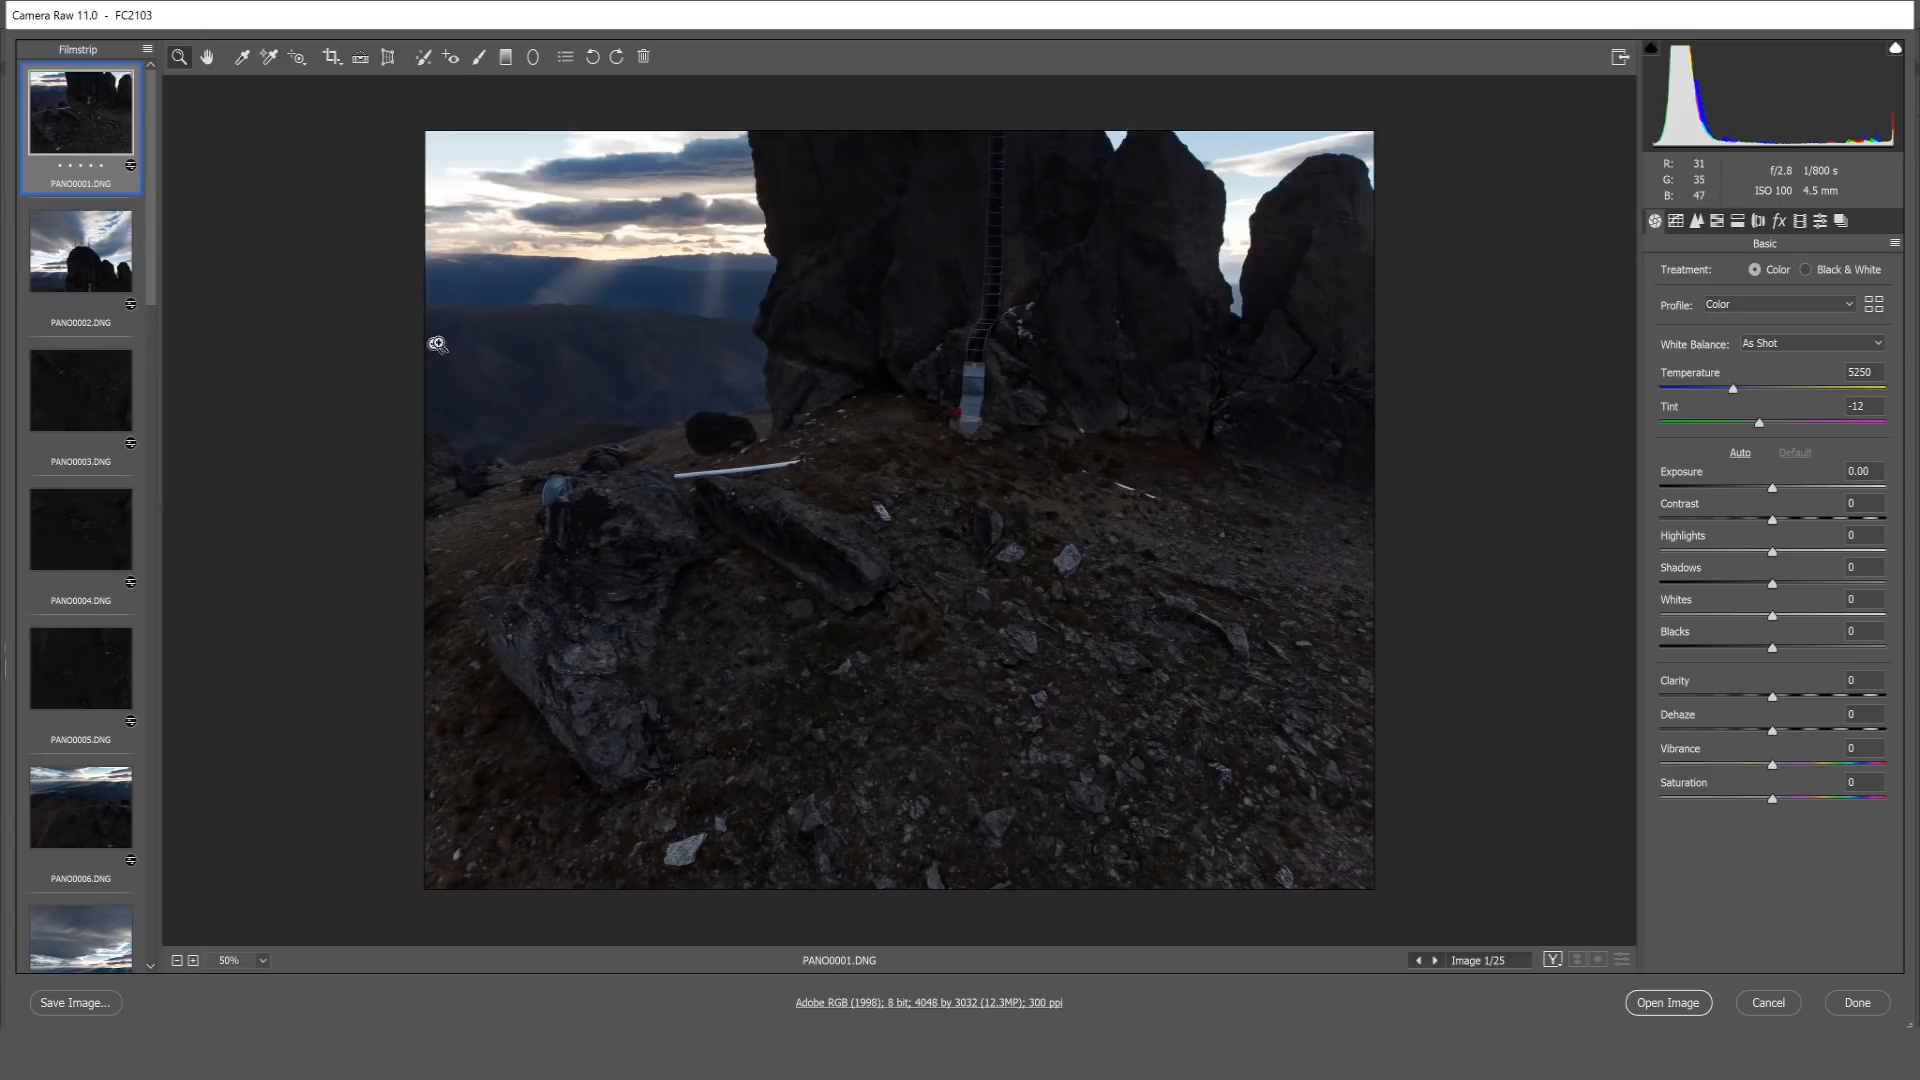 Camera Raw 11.0 - FC2103
Filmstrip
PANO0001.DNG
PANO0002.DNG
PANO0003.DNG
PANO0004.DNG
PANO0005.DNG
PANO0006.DNG
R: 31
G: 35
B: 47
f/2.8 1/800 s
ISO 100 4.5 mm
fx
Basic
Treatment: Color Black & White
Profile: Color
White Balance: As Shot
Temperature 5250
Tint -12
Auto Default
Exposure 0.00
Contrast 0
Highlights 0
Shadows 0
Whites 0
Blacks 0
Clarity 0
Dehaze 0
Vibrance 0
Saturation 0
50%
PANO0001.DNG
Image 1/25
Y
Save Image...
Adobe RGB (1998); 8 bit; 4048 by 3032 (12.3MP); 300 ppi
Open Image
Cancel
Done